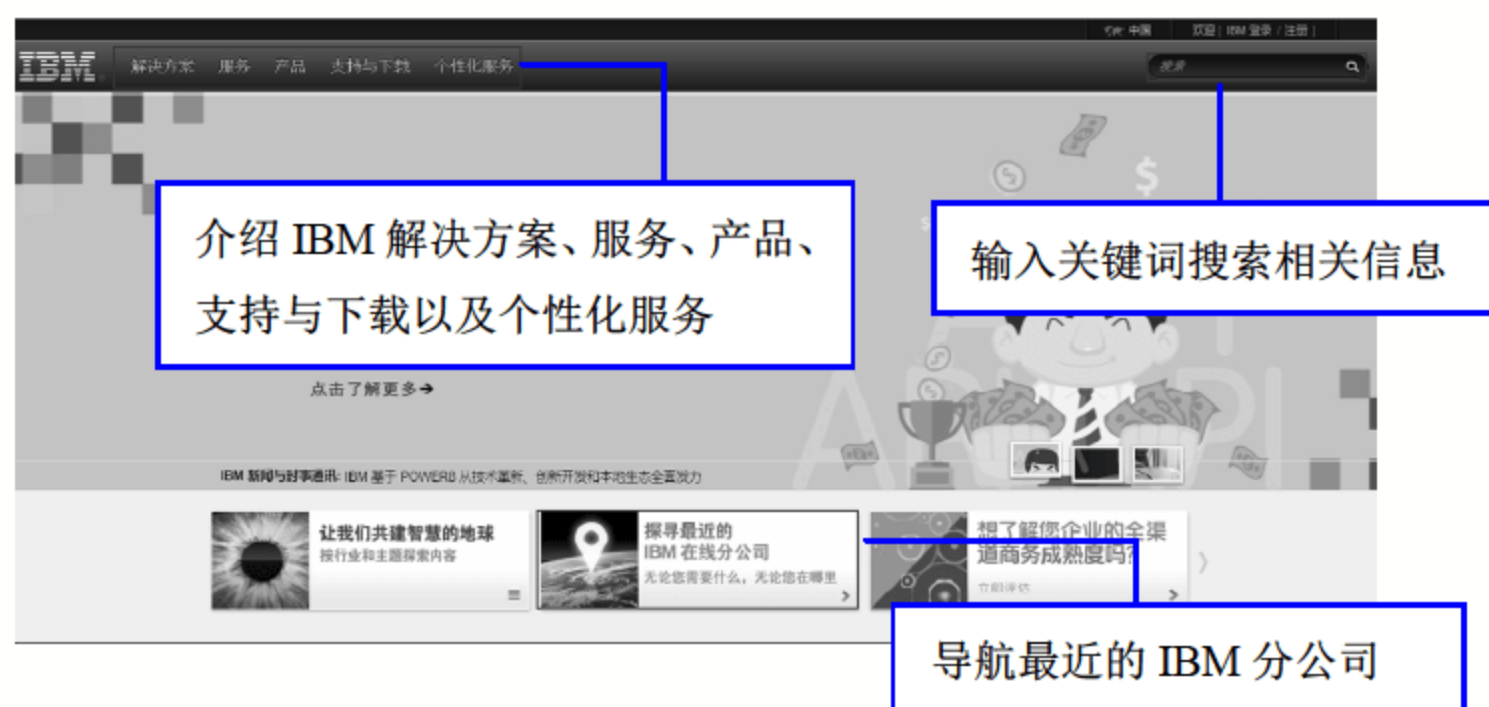 中国 欢迎 [ IBM 登录 / 注册 ]
IBM 解决方案 服务 产品 支持与下载 个性化服务 搜索
介绍 IBM 解决方案、服务、产品、
支持与下载以及个性化服务
输入关键词搜索相关信息
点击了解更多➔
IBM 新闻与时事通讯: IBM 基于 POWER8 从技术革新、创新开发和本地生态全面发力
让我们共建智慧的地球
按行业和主题探索内容
探寻最近的
IBM 在线分公司
无论您需要什么，无论您在哪里
想了解您企业的全渠
道商务成熟度吗?
立即评估
导航最近的 IBM 分公司